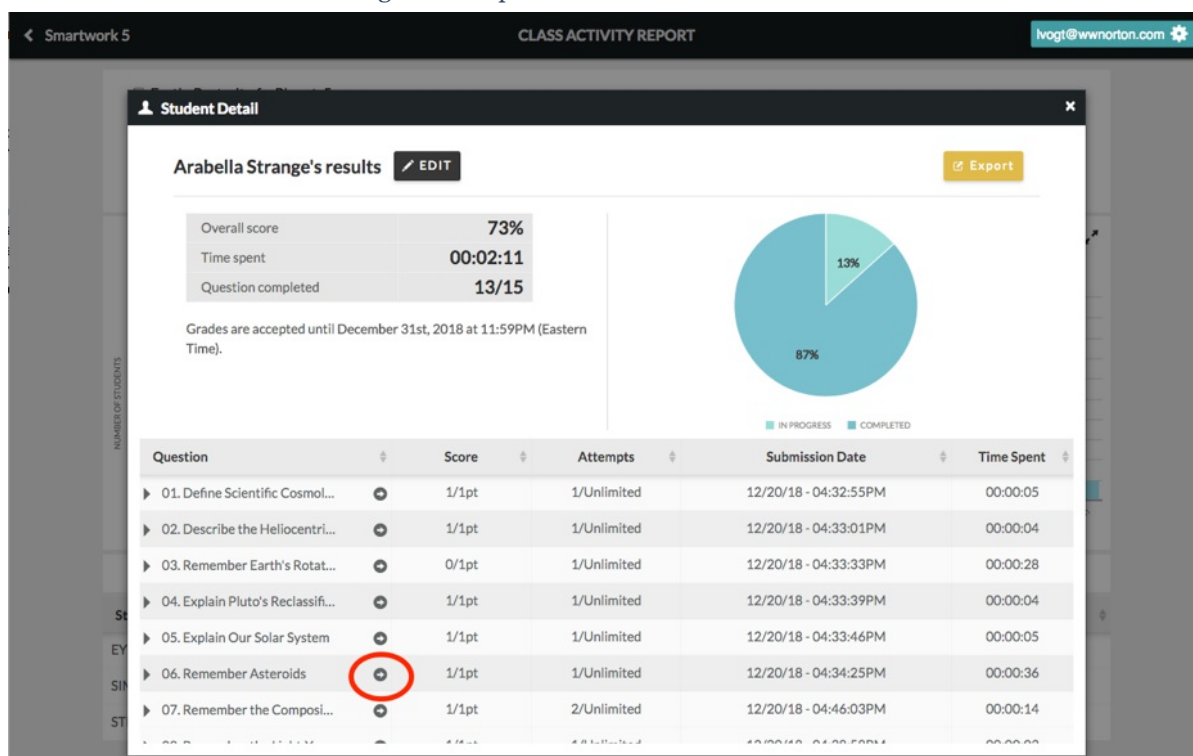 Smartwork 5 CLASS ACTIVITY REPORT lvogt@wwnorton.com
Student Detail ×
Arabella Strange's results EDIT Export
Overall score 73%
Time spent 00:02:11
Question completed 13/15
Grades are accepted until December 31st, 2018 at 11:59PM (Eastern
Time).
13%
87%
IN PROGRESS COMPLETED
NUMBER OF STUDENTS
Question Score Attempts Submission Date Time Spent
01. Define Scientific Cosmol... 1/1pt 1/Unlimited 12/20/18 - 04:32:55PM 00:00:05
02. Describe the Heliocentri... 1/1pt 1/Unlimited 12/20/18 - 04:33:01PM 00:00:04
03. Remember Earth's Rotat... 0/1pt 1/Unlimited 12/20/18 - 04:33:33PM 00:00:28
04. Explain Pluto's Reclassifi... 1/1pt 1/Unlimited 12/20/18 - 04:33:39PM 00:00:04
St
05. Explain Our Solar System 1/1pt 1/Unlimited 12/20/18 - 04:33:46PM 00:00:05
EY
06. Remember Asteroids 1/1pt 1/Unlimited 12/20/18 - 04:34:25PM 00:00:36
SIN
07. Remember the Composi... 1/1pt 2/Unlimited 12/20/18 - 04:46:03PM 00:00:14
ST